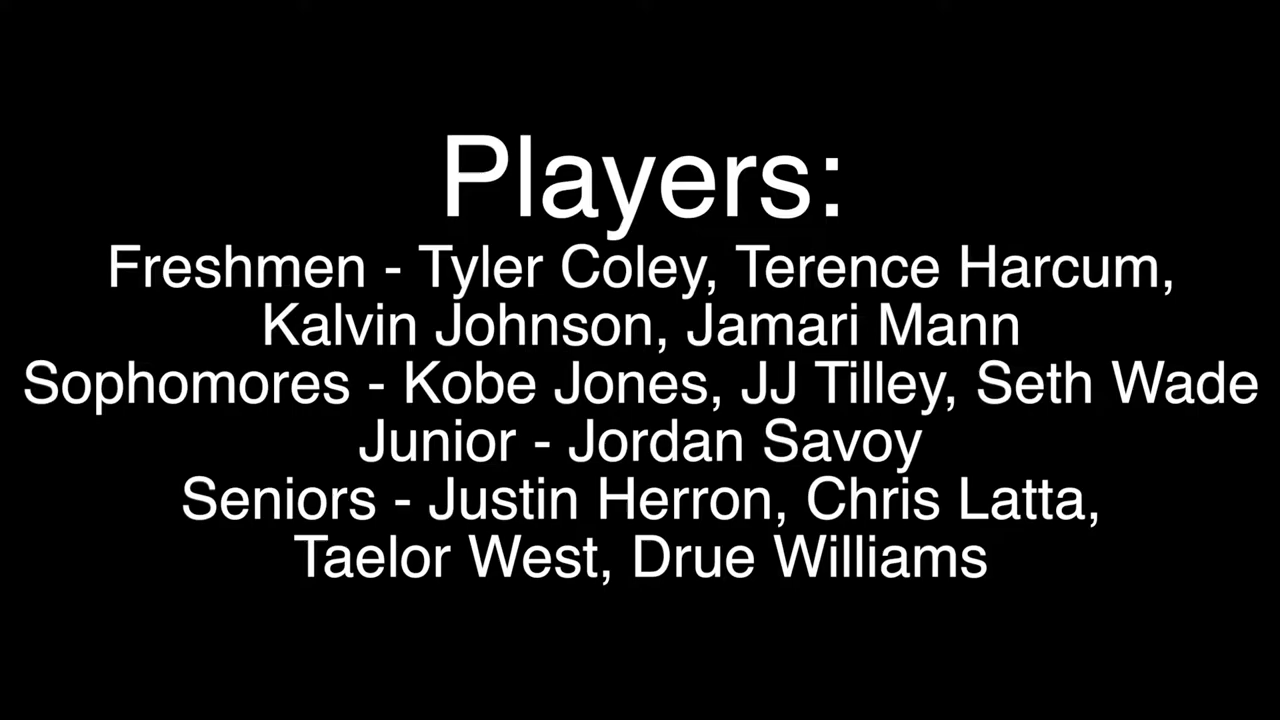 Players:
Freshmen - Tyler Coley, Terence Harcum,
Kalvin Johnson, Jamari Mann
Sophomores - Kobe Jones, JJ Tilley, Seth Wade
Junior - Jordan Savoy
Seniors - Justin Herron, Chris Latta,
Taelor West, Drue Williams